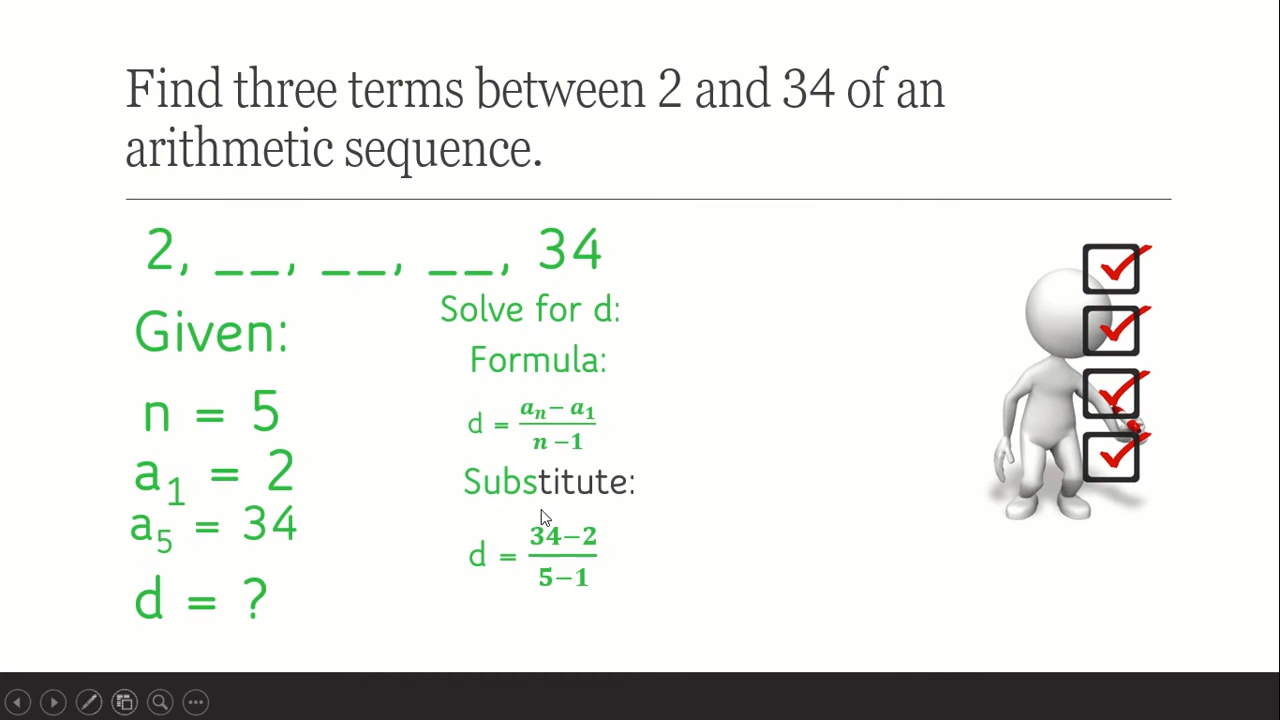 Find three terms between 2 and 34 of an
arithmetic sequence.
2, __, __, __, 34
Given:
n = 5
a₁ = 2
a₅ = 34
d = ?
Solve for d:
Formula:
d = (aₙ − a₁)/(n − 1)
Substitute:
d = (34−2)/(5−1)